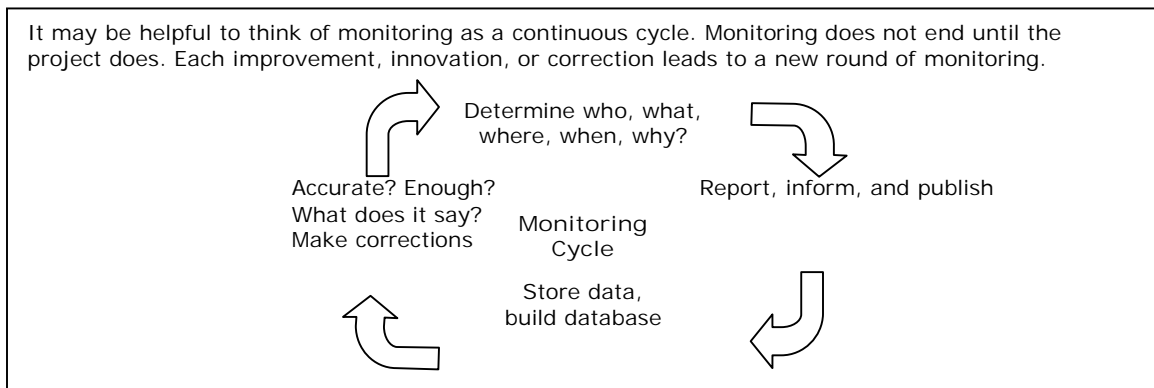 It may be helpful to think of monitoring as a continuous cycle. Monitoring does not end until the
project does. Each improvement, innovation, or correction leads to a new round of monitoring.
Determine who, what,
where, when, why?
Report, inform, and publish
Store data,
build database
Accurate? Enough?
What does it say?
Make corrections
Monitoring
Cycle